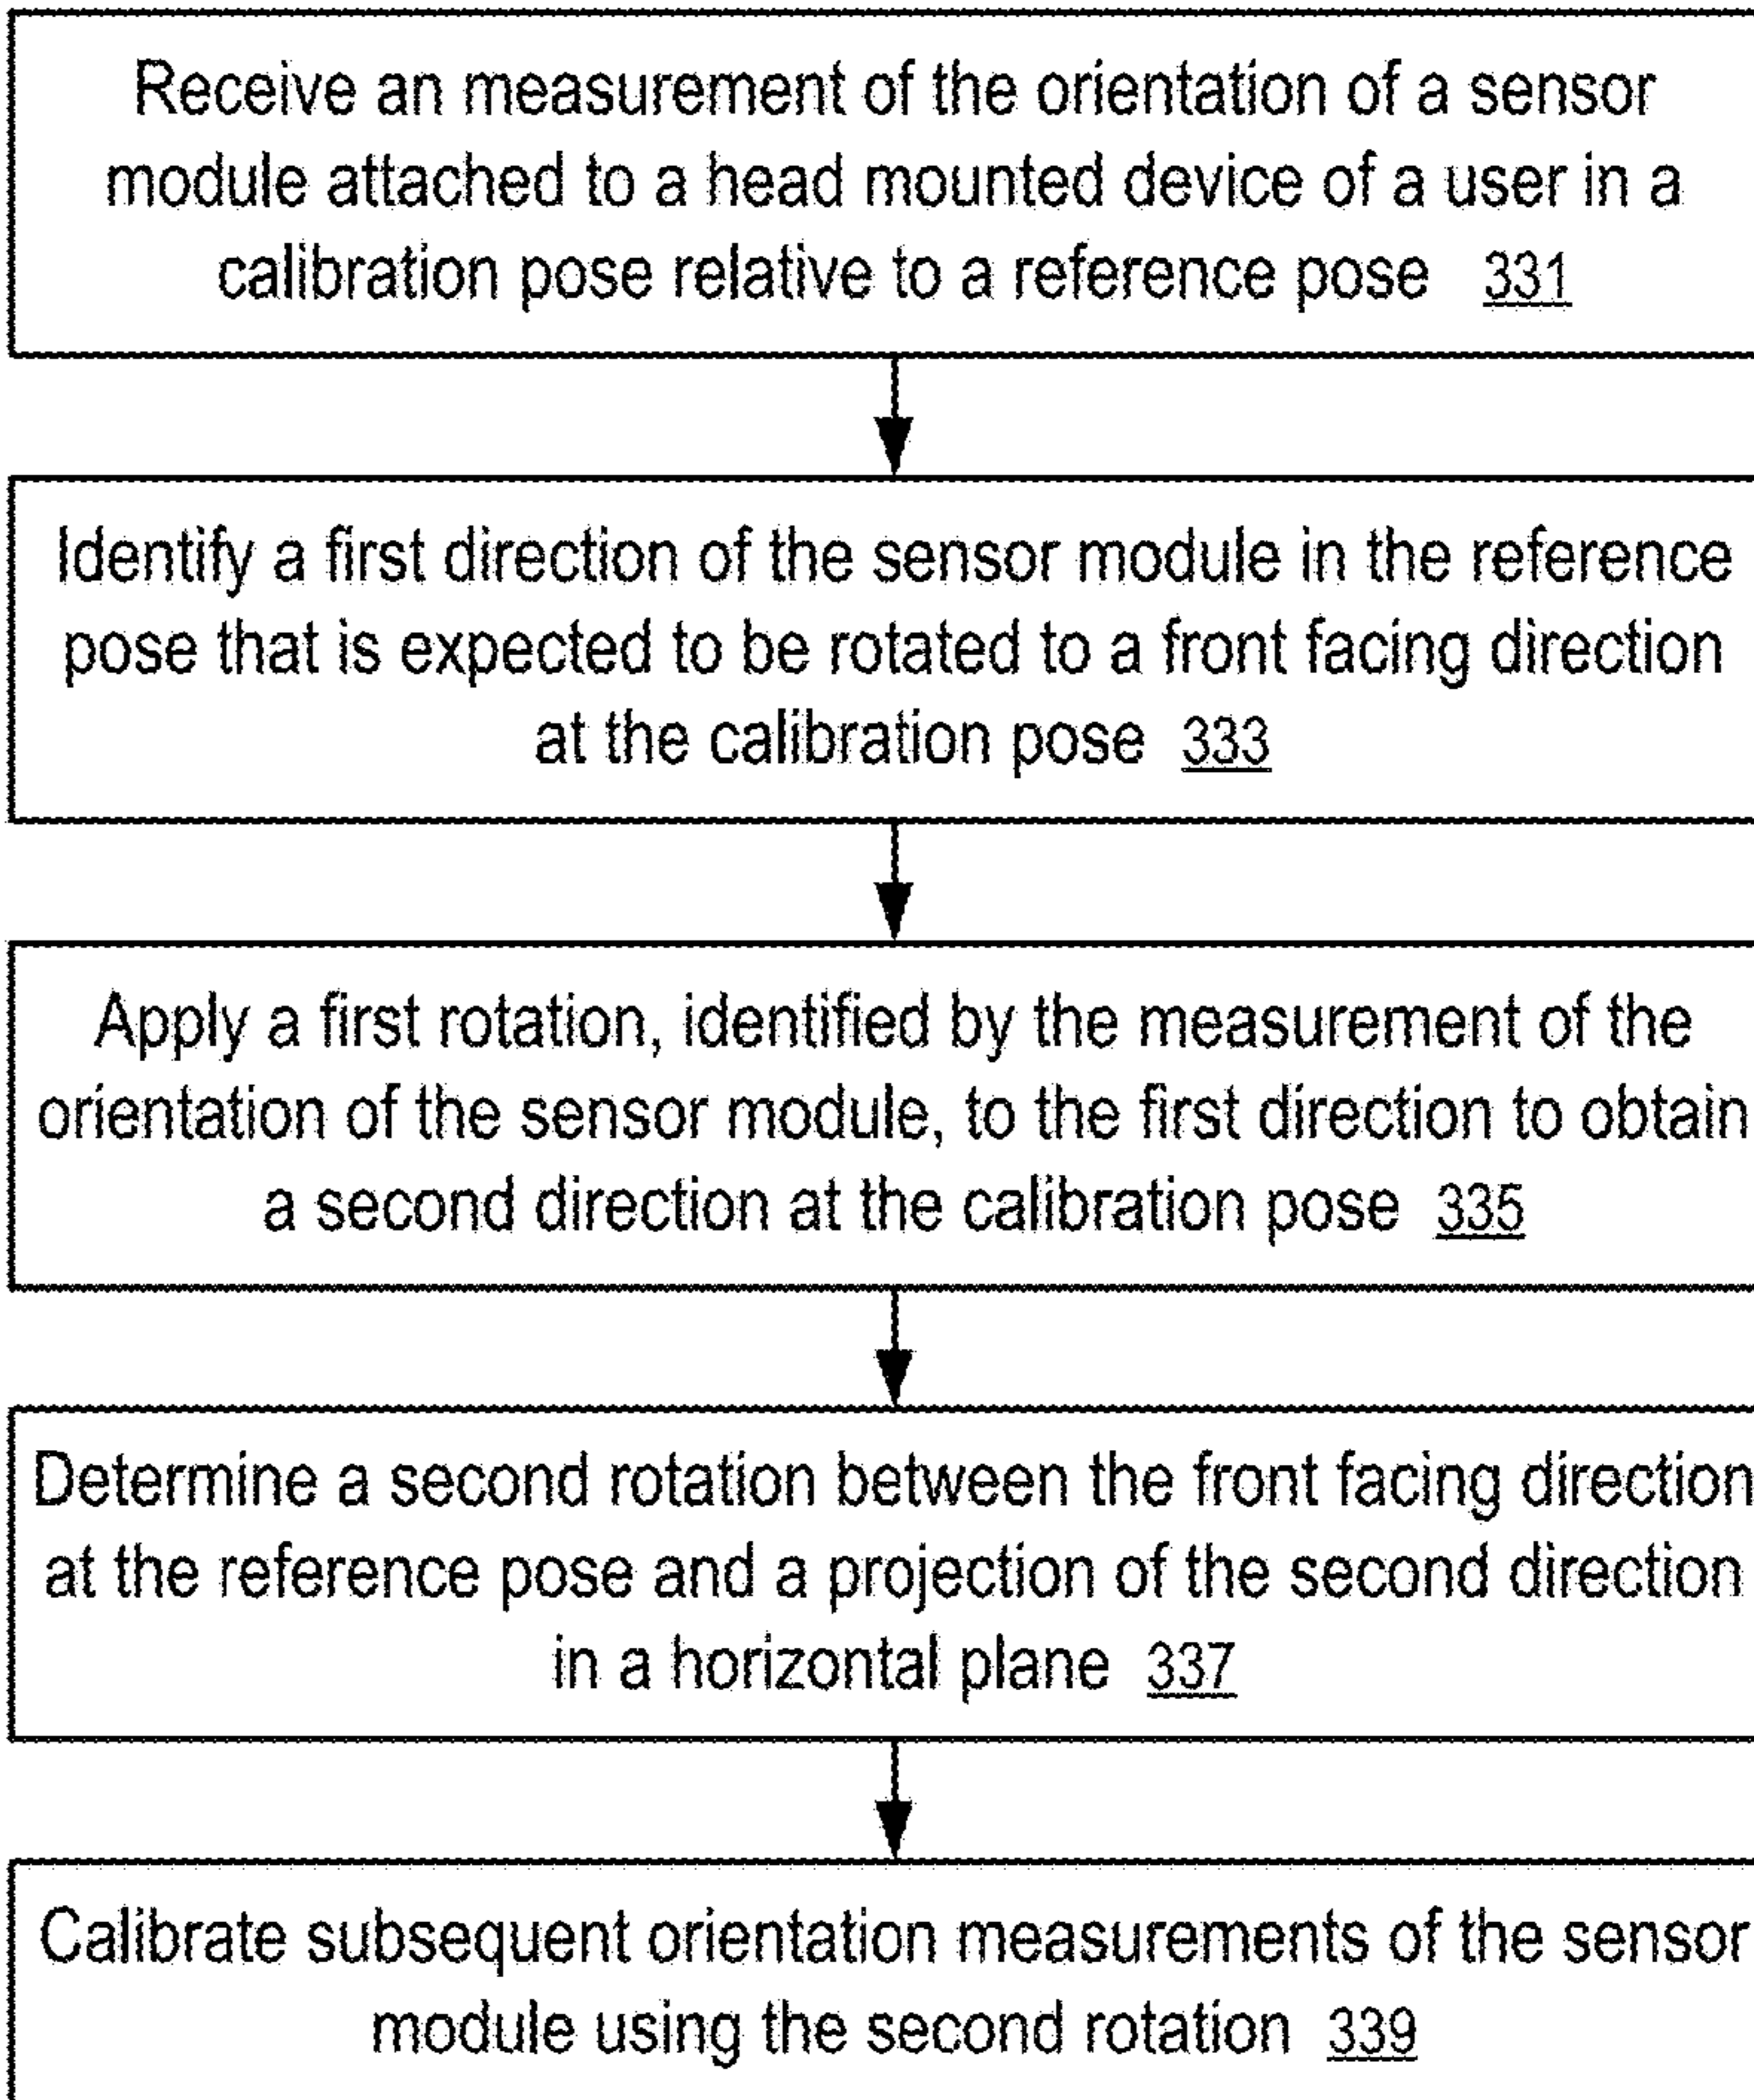 Receive an measurement of the orientation of a sensor
module attached to a head mounted device of a user in a
calibration pose relative to a reference pose 331
Identify a first direction of the sensor module in the reference
pose that is expected to be rotated to a front facing direction
at the calibration pose 333
Apply a first rotation, identified by the measurement of the
orientation of the sensor module, to the first direction to obtain
a second direction at the calibration pose 335
Determine a second rotation between the front facing direction
at the reference pose and a projection of the second direction
in a horizontal plane 337
Calibrate subsequent orientation measurements of the sensor
module using the second rotation 339